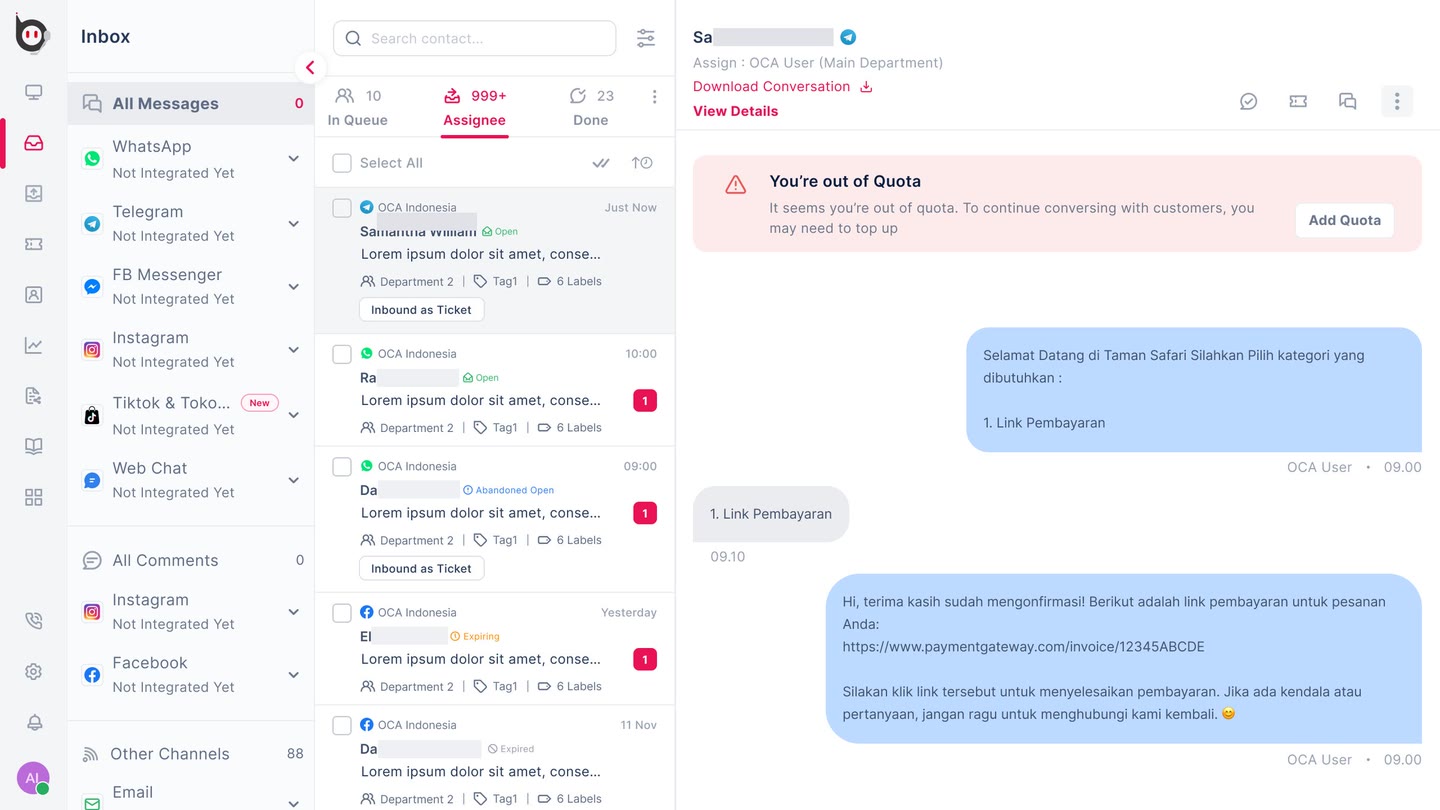 Inbox
All Messages
0
WhatsApp
Not Integrated Yet
Telegram
Not Integrated Yet
FB Messenger
Not Integrated Yet
Instagram
Not Integrated Yet
Tiktok & Toko...
New
Not Integrated Yet
Web Chat
Not Integrated Yet
All Comments
0
Instagram
Not Integrated Yet
Facebook
Not Integrated Yet
Other Channels
88
Email
AL
Search contact...
10
In Queue
999+
Assignee
23
Done
Select All
OCA Indonesia
Just Now
Samantha William
Open
Lorem ipsum dolor sit amet, conse...
Department 2 | Tag1 | 6 Labels
Inbound as Ticket
OCA Indonesia
10:00
Ra
Open
Lorem ipsum dolor sit amet, conse...
1
Department 2 | Tag1 | 6 Labels
OCA Indonesia
09:00
Da
Abandoned Open
Lorem ipsum dolor sit amet, conse...
1
Department 2 | Tag1 | 6 Labels
Inbound as Ticket
OCA Indonesia
Yesterday
El
Expiring
Lorem ipsum dolor sit amet, conse...
1
Department 2 | Tag1 | 6 Labels
OCA Indonesia
11 Nov
Da
Expired
Lorem ipsum dolor sit amet, conse...
Department 2 | Tag1 | 6 Labels
Sa
Assign : OCA User (Main Department)
Download Conversation
View Details
You’re out of Quota
It seems you’re out of quota. To continue conversing with customers, you
may need to top up
Add Quota
Selamat Datang di Taman Safari Silahkan Pilih kategori yang
dibutuhkan :
1. Link Pembayaran
OCA User • 09.00
1. Link Pembayaran
09.10
Hi, terima kasih sudah mengonfirmasi! Berikut adalah link pembayaran untuk pesanan
Anda:
https://www.paymentgateway.com/invoice/12345ABCDE
Silakan klik link tersebut untuk menyelesaikan pembayaran. Jika ada kendala atau
pertanyaan, jangan ragu untuk menghubungi kami kembali. 😊
OCA User • 09.00